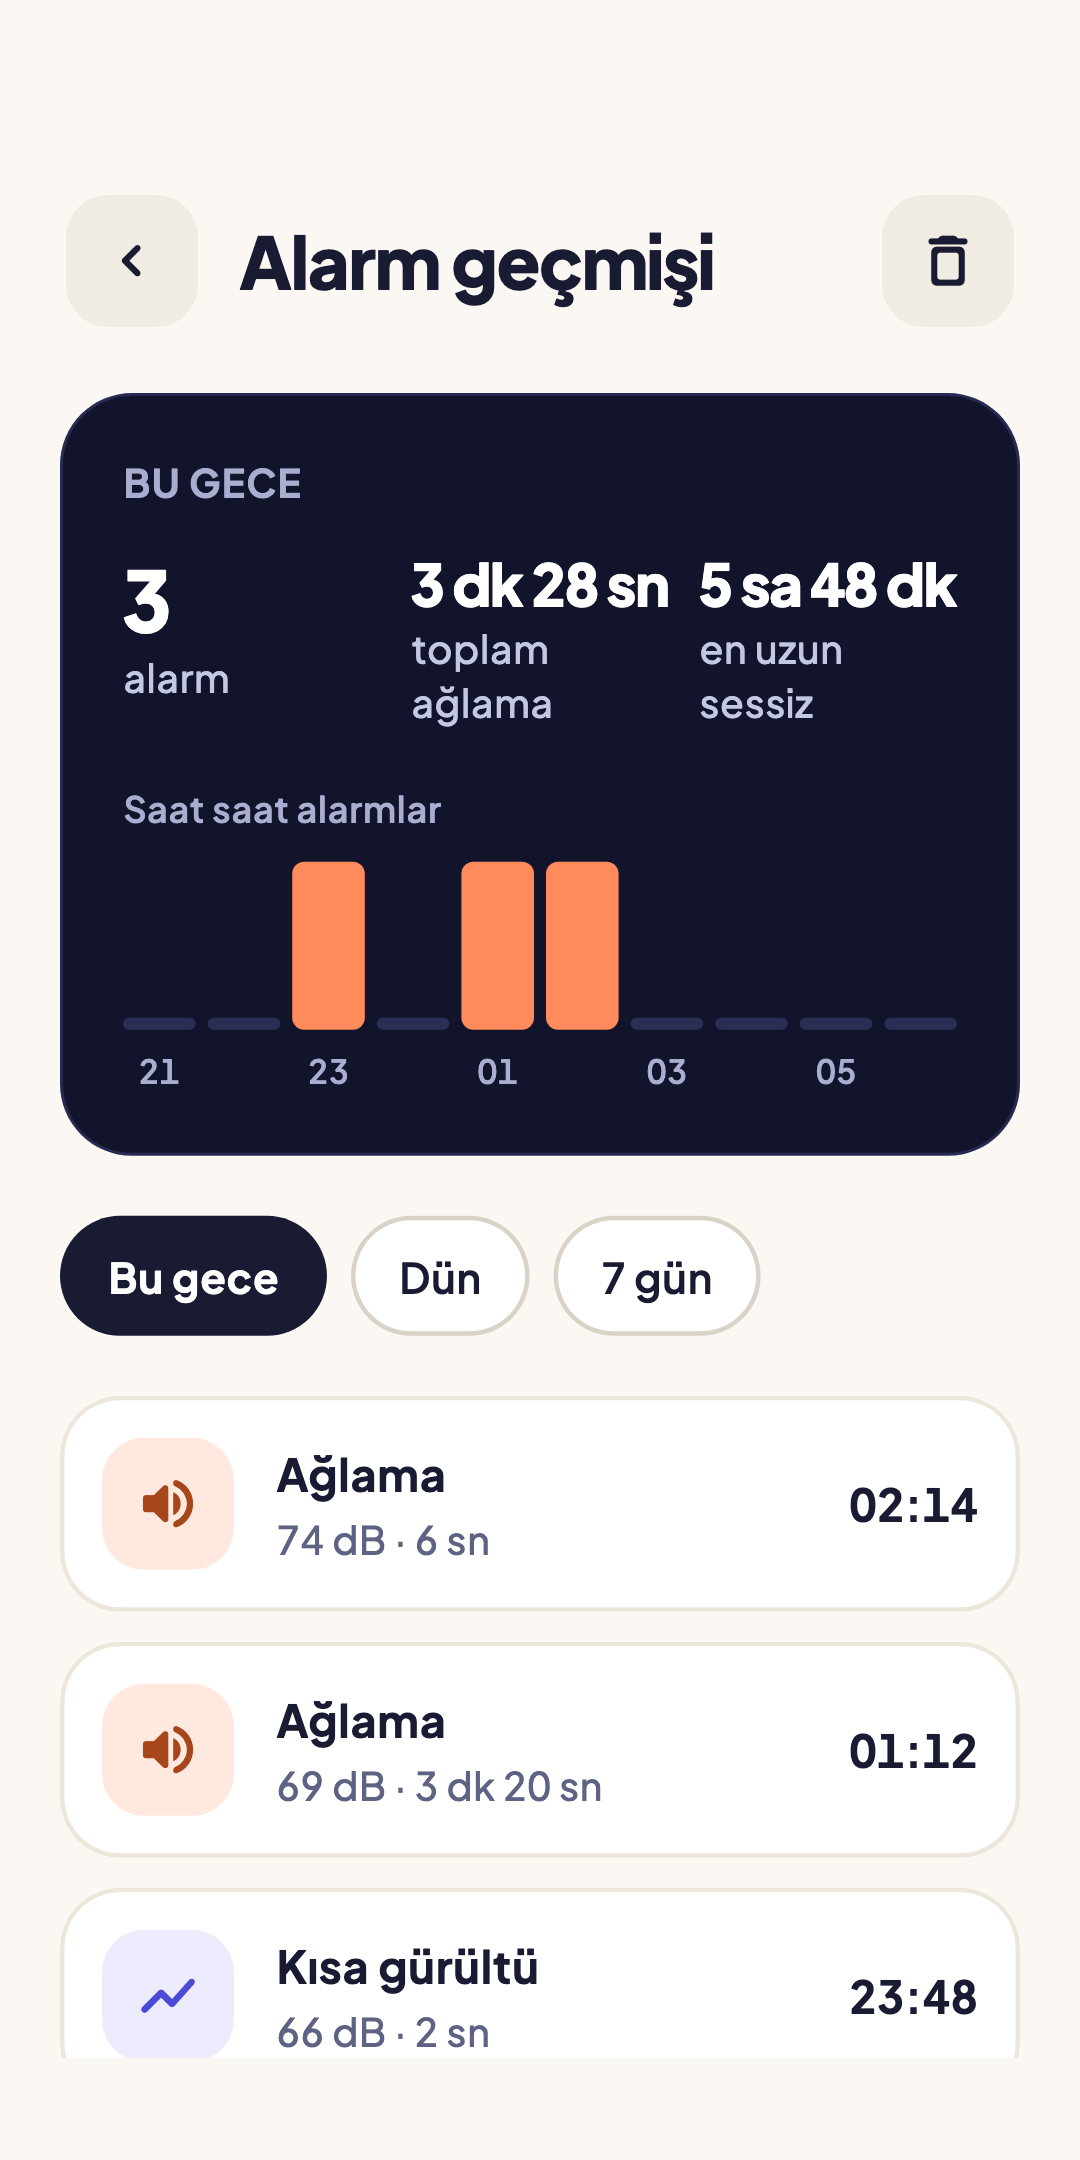 Alarm geçmişi
BU GECE
3
alarm
3 dk 28 sn
toplam
ağlama
5 sa 48 dk
en uzun
sessiz
Saat saat alarmlar
21 23 01 03 05
Bu gece Dün 7 gün
Ağlama
74 dB · 6 sn
02:14
Ağlama
69 dB · 3 dk 20 sn
01:12
Kısa gürültü
66 dB · 2 sn
23:48